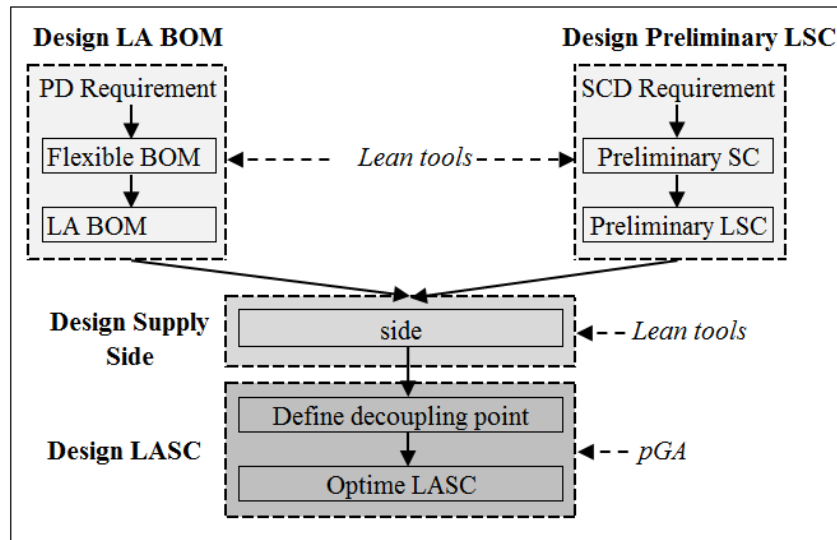 Design LA BOM
Design Preliminary LSC
PD Requirement
SCD Requirement
Flexible BOM
Lean tools
Preliminary SC
LA BOM
Preliminary LSC
Design Supply
Side
side
Lean tools
Define decoupling point
Design LASC
pGA
Optime LASC